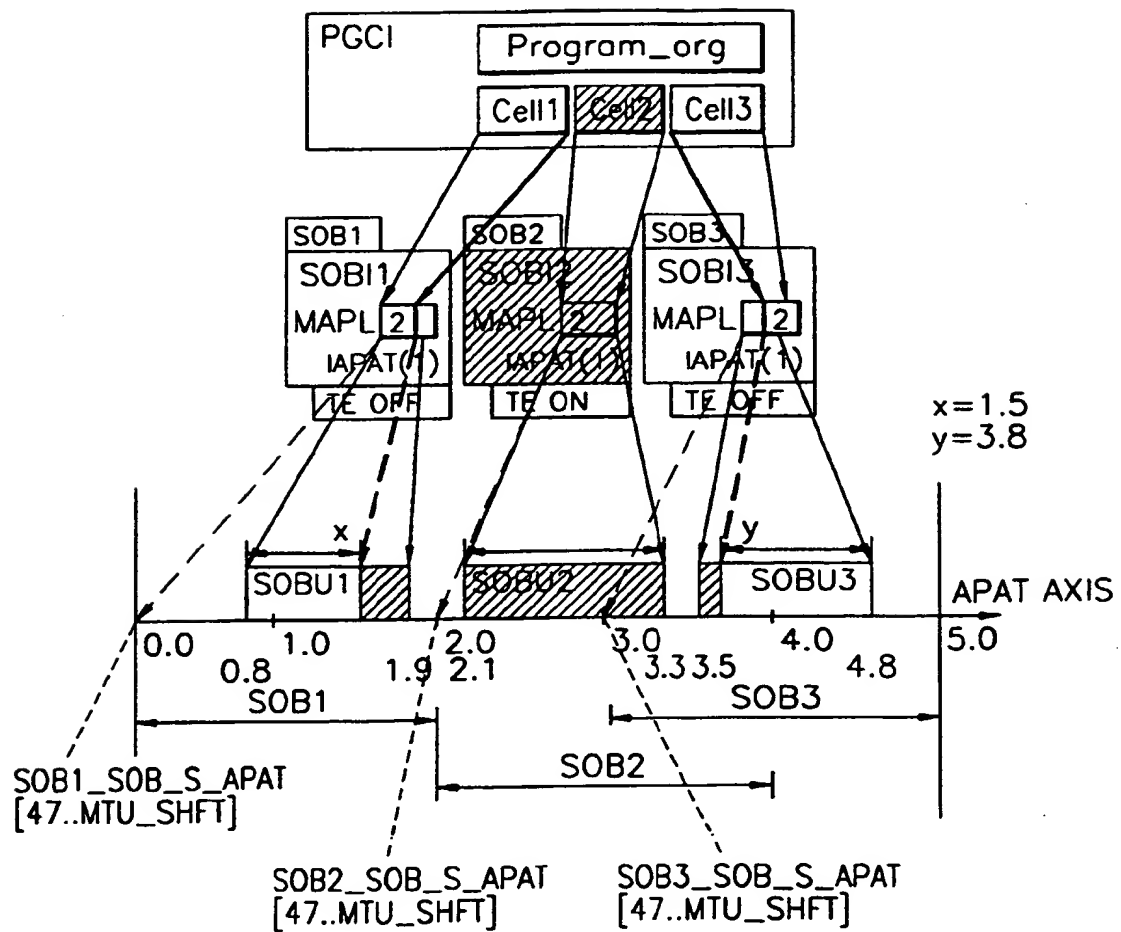 PGCI
Program_org
Cell1 Cell2 Cell3
SOB1 SOB2 SOB3
SOBI1 SOBI2 SOBI3
MAPL 2 MAPL 2 MAPL 2
IAPAT(1) IAPAT(1) IAPAT(1)
TE OFF TE ON TE OFF
x=1.5
y=3.8
x y
SOBU1 SOBU2 SOBU3 APAT AXIS
0.0 1.0 2.0 3.0 4.0 5.0
0.8 1.9 2.1 3.3 3.5 4.8
SOB1 SOB3
SOB2
SOB1_SOB_S_APAT
[47..MTU_SHFT]
SOB2_SOB_S_APAT
[47..MTU_SHFT]
SOB3_SOB_S_APAT
[47..MTU_SHFT]